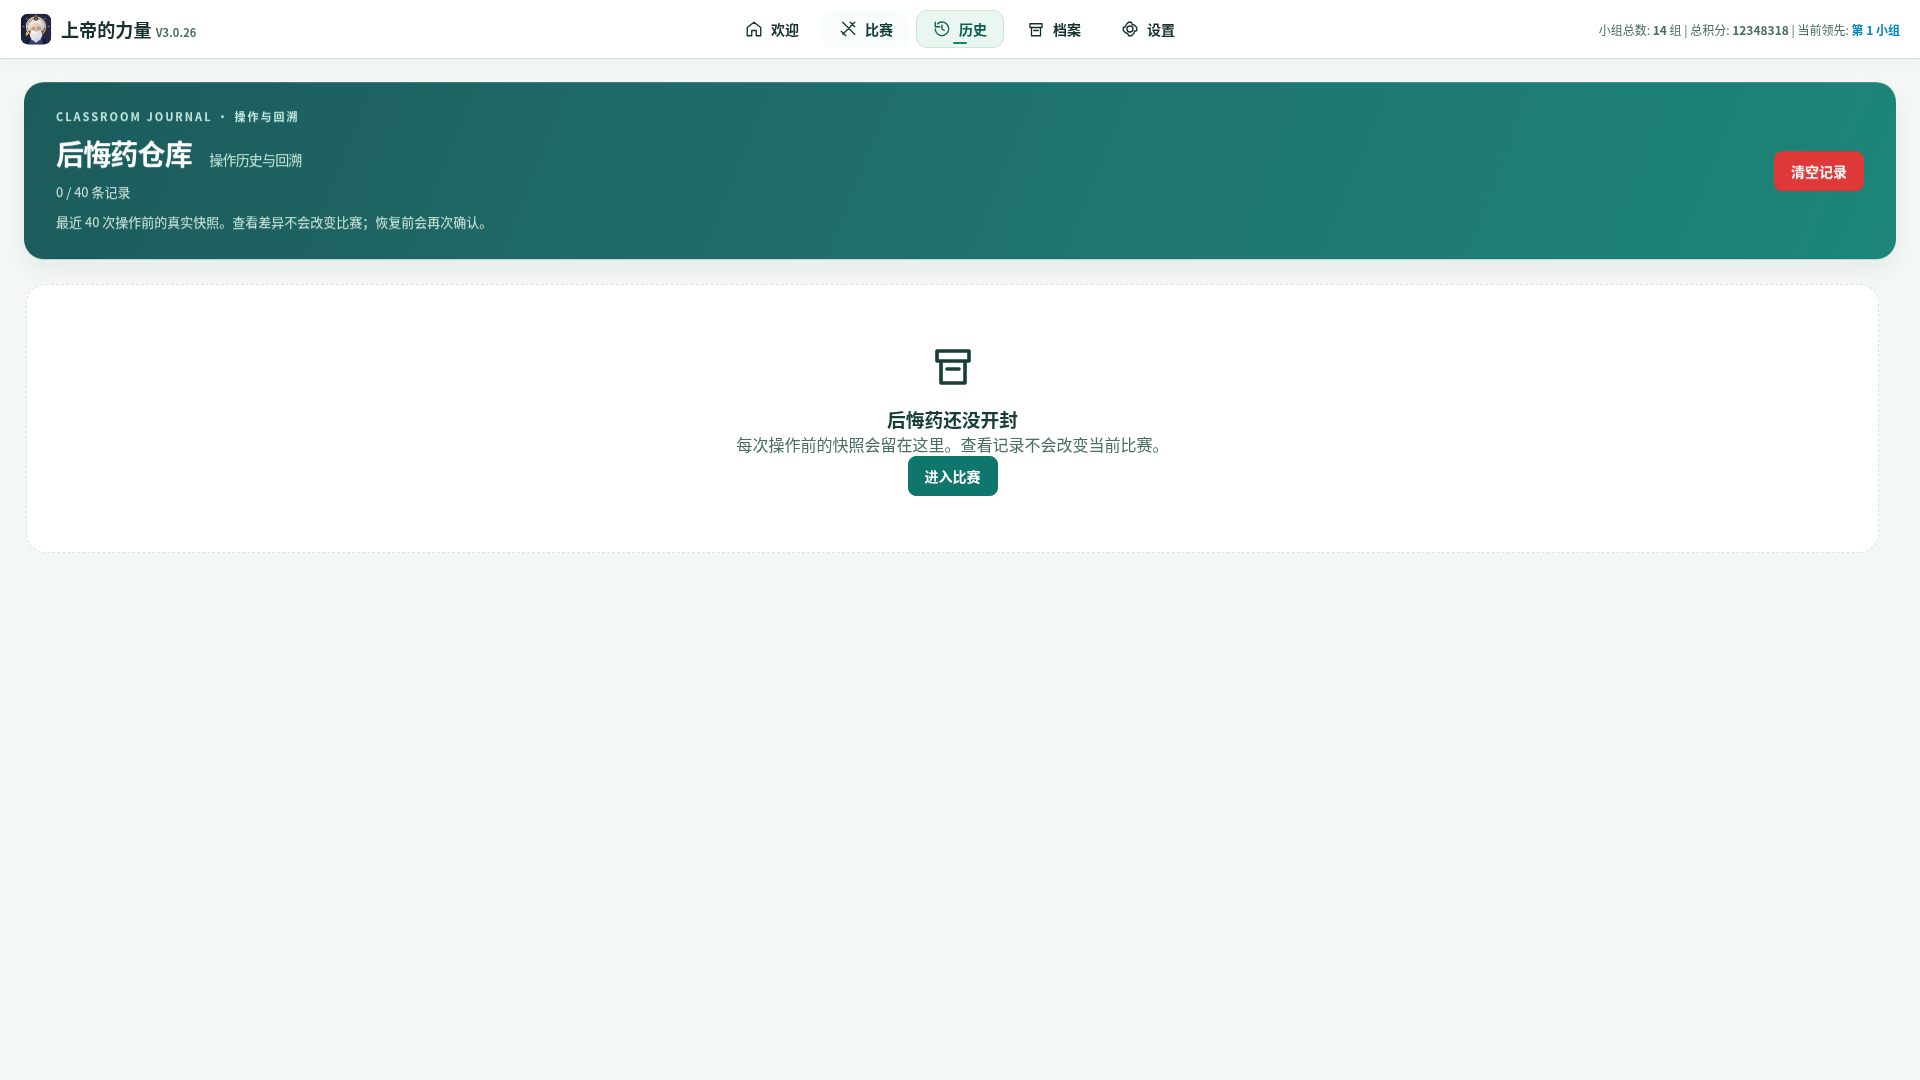 上帝的力量 V3.0.26
欢迎
比赛
历史
档案
设置
小组总数: 14 组 | 总积分: 12348318 | 当前领先: 第 1 小组
CLASSROOM JOURNAL · 操作与回溯
后悔药仓库 操作历史与回溯
0 / 40 条记录
最近 40 次操作前的真实快照。查看差异不会改变比赛；恢复前会再次确认。
清空记录
后悔药还没开封
每次操作前的快照会留在这里。查看记录不会改变当前比赛。
进入比赛